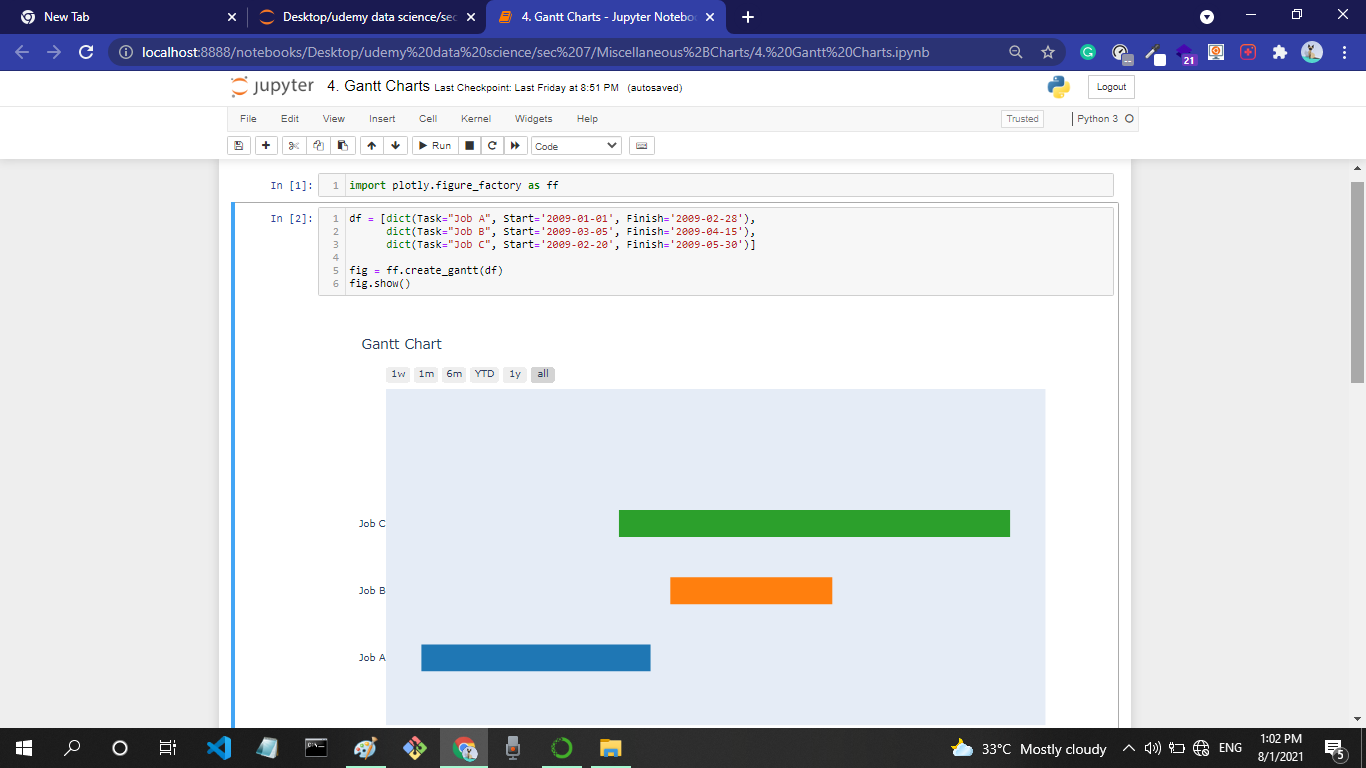 New Tab
Desktop/udemy data science/sec
4. Gantt Charts - Jupyter Notebo
localhost:8888/notebooks/Desktop/udemy%20data%20science/sec%207/Miscellaneous%2BCharts/4.%20Gantt%20Charts.ipynb
21
jupyter 4. Gantt Charts Last Checkpoint: Last Friday at 8:51 PM (autosaved)
Logout
File Edit View Insert Cell Kernel Widgets Help
Trusted Python 3
Run Code
In [1]: 1 import plotly.figure_factory as ff
In [2]: 1 df = [dict(Task="Job A", Start='2009-01-01', Finish='2009-02-28'),
2 dict(Task="Job B", Start='2009-03-05', Finish='2009-04-15'),
3 dict(Task="Job C", Start='2009-02-20', Finish='2009-05-30')]
4
5 fig = ff.create_gantt(df)
6 fig.show()
Gantt Chart
1w 1m 6m YTD 1y all
Job C
Job B
Job A
33°C Mostly cloudy
ENG
1:02 PM
8/1/2021
5